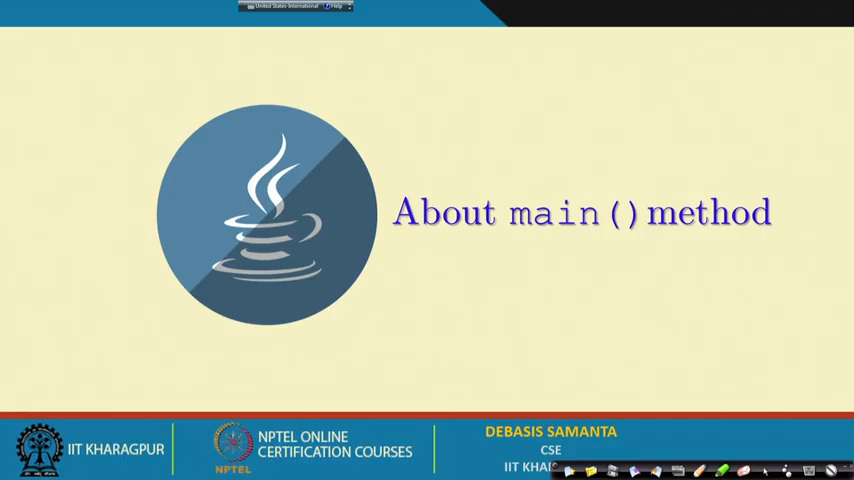 United States-International Help
About main() method
IIT KHARAGPUR
NPTEL
NPTEL ONLINE
CERTIFICATION COURSES
DEBASIS SAMANTA
CSE